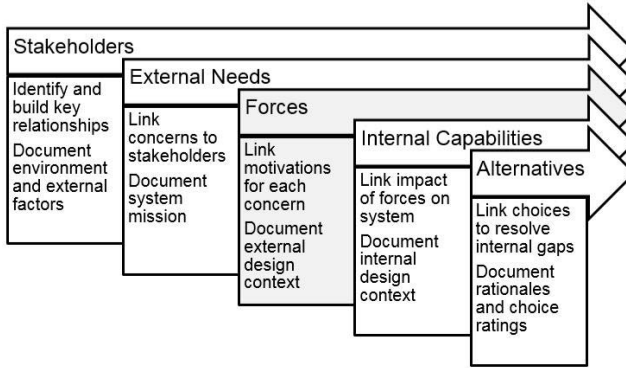 Stakeholders
Identify and
build key
relationships
Document
environment
and external
factors
External Needs
Link
concerns to
stakeholders
Document
system
mission
Forces
Link
motivations
for each
concern
Document
external
design
context
Internal Capabilities
Link impact
of forces on
system
Document
internal
design
context
Alternatives
Link choices
to resolve
internal gaps
Document
rationales
and choice
ratings